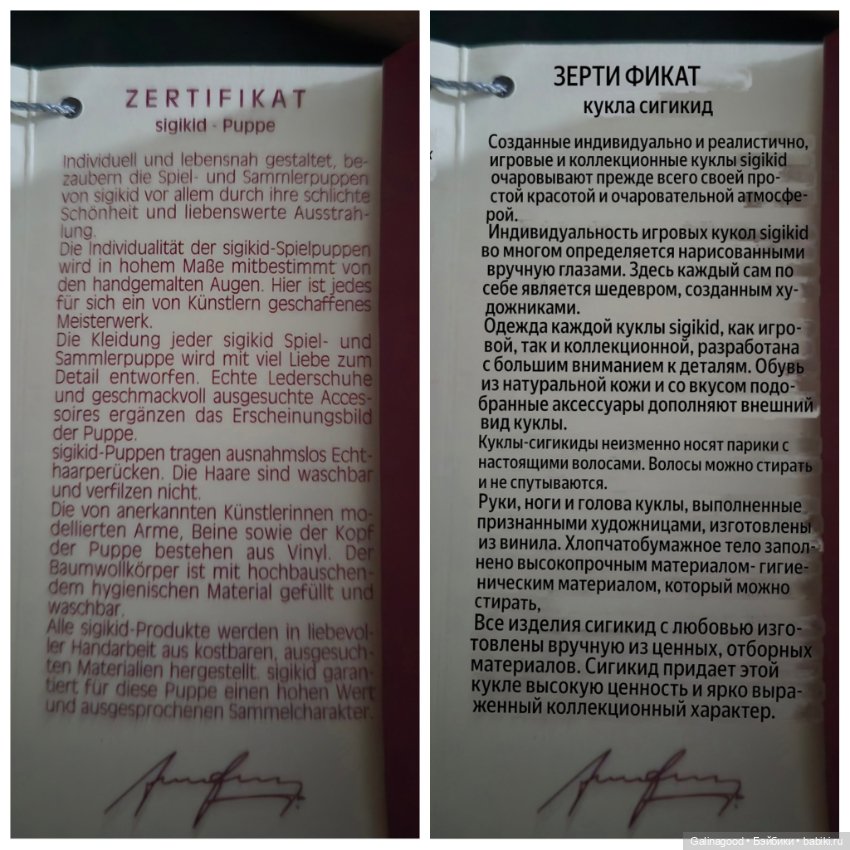 ZERTIFIKAT
sigikid - Puppe
Individuell und lebensnah gestaltet, be-
zaubern die Spiel- und Sammlerpuppen
von sigikid vor allem durch ihre schlichte
Schönheit und liebenswerte Ausstrah-
lung.
Die Individualität der sigikid-Spielpuppen
wird in hohem Maße mitbestimmt von
den handgemalten Augen. Hier ist jedes
für sich ein von Künstlern geschaffenes
Meisterwerk.
Die Kleidung jeder sigikid Spiel- und
Sammlerpuppe wird mit viel Liebe zum
Detail entworfen. Echte Lederschuhe
und geschmackvoll ausgesuchte Acces-
soires ergänzen das Erscheinungsbild
der Puppe.
sigikid-Puppen tragen ausnahmslos Echt-
haarperücken. Die Haare sind waschbar
und verfilzen nicht.
Die von anerkannten Künstlerinnen mo-
dellierten Arme, Beine sowie der Kopf
der Puppe bestehen aus Vinyl. Der
Baumwollkörper ist mit hochbauschen-
dem hygienischen Material gefüllt und
waschbar.
Alle sigikid-Produkte werden in liebevol-
ler Handarbeit aus kostbaren, ausgesuch-
ten Materialien hergestellt. sigikid garan-
tiert für diese Puppe einen hohen Wert
und ausgesprochenen Sammelcharakter.
ЗЕРТИ ФИКАТ
кукла сигикид
Созданные индивидуально и реалистично,
игровые и коллекционные куклы sigikid
очаровывают прежде всего своей про-
стой красотой и очаровательной атмосфе-
рой.
Индивидуальность игровых кукол sigikid
во многом определяется нарисованными
вручную глазами. Здесь каждый сам по
себе является шедевром, созданным ху-
дожниками.
Одежда каждой куклы sigikid, как игро-
вой, так и коллекционной, разработана
с большим вниманием к деталям. Обувь
из натуральной кожи и со вкусом подо-
бранные аксессуары дополняют внешний
вид куклы.
Куклы-сигикиды неизменно носят парики с
настоящими волосами. Волосы можно стирать
и не спутываются.
Руки, ноги и голова куклы, выполненные
признанными художницами, изготовлены
из винила. Хлопчатобумажное тело запол-
нено высокопрочным материалом- гигие-
ническим материалом, который можно
стирать,
Все изделия сигикид с любовью изго-
товлены вручную из ценных, отборных
материалов. Сигикид придает этой
кукле высокую ценность и ярко выра-
женный коллекционный характер.
Galinagood • Бэйбики • babiki.ru